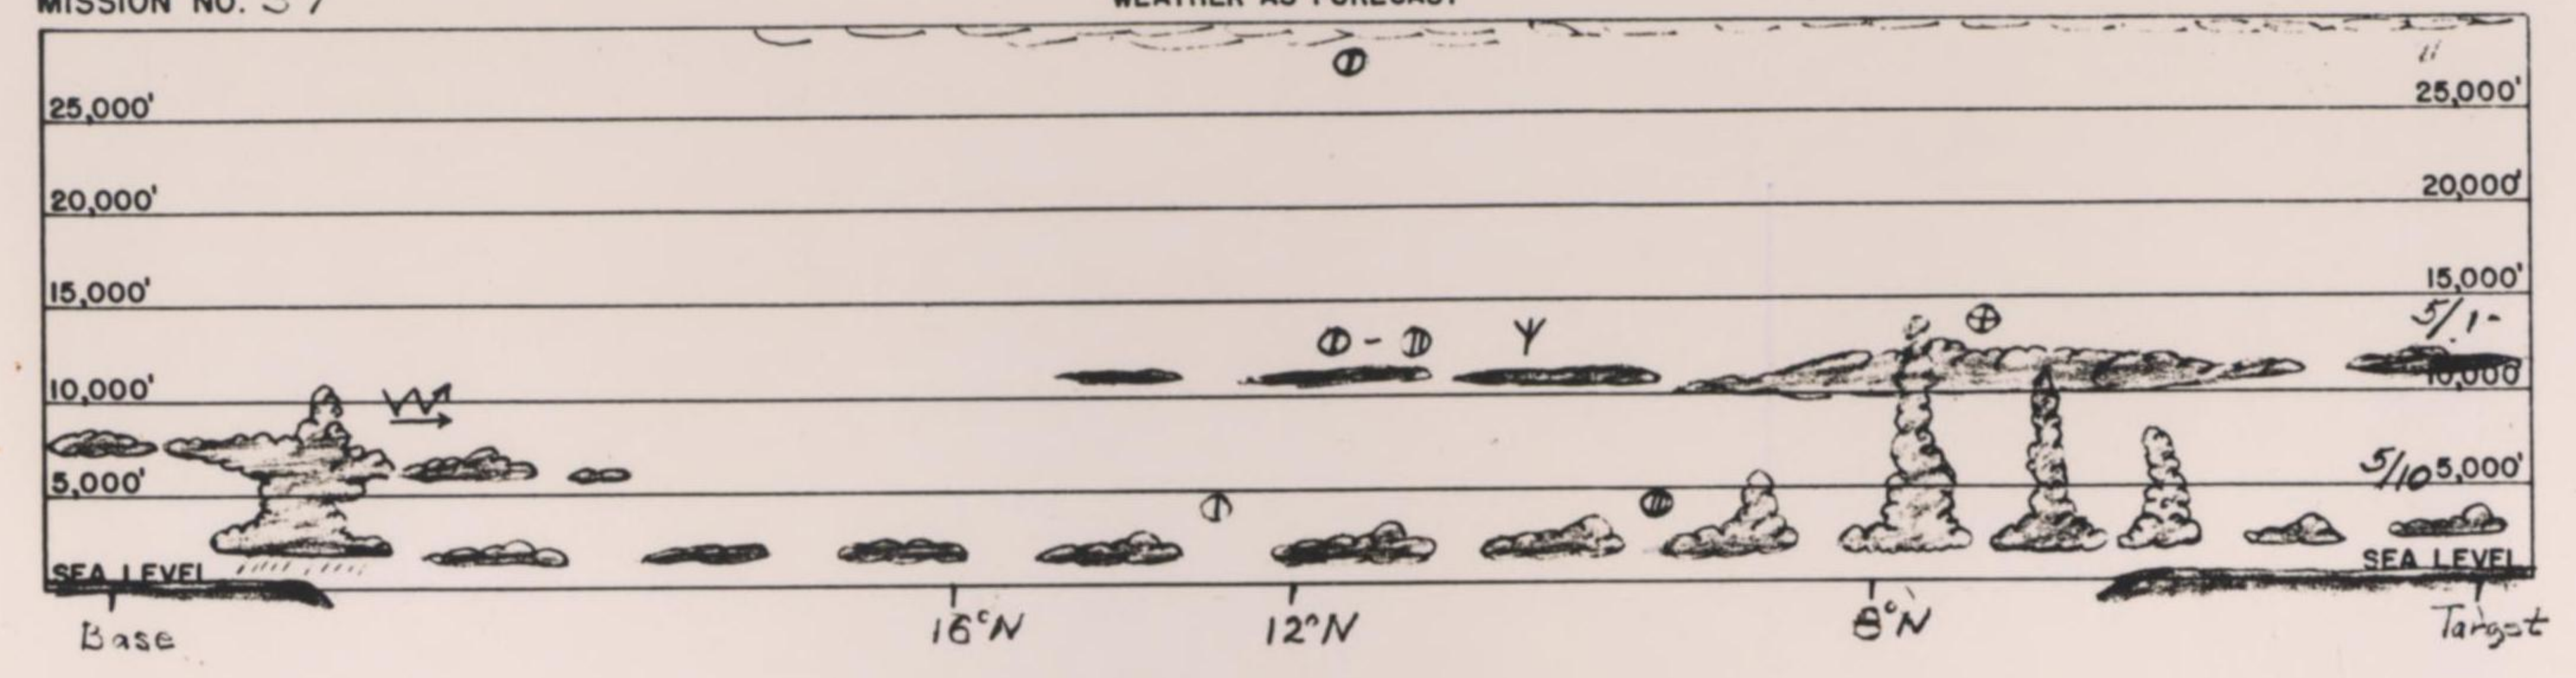 MISSION NO. 57
WEATHER AS FORECAST
25,000' 25,000'
20,000' 20,000'
15,000' 15,000'
5/1-
10,000' 10,000
5,000' 5/10 5,000'
SEA LEVEL SEA LEVEL
Base 16°N 12°N 8°N Target